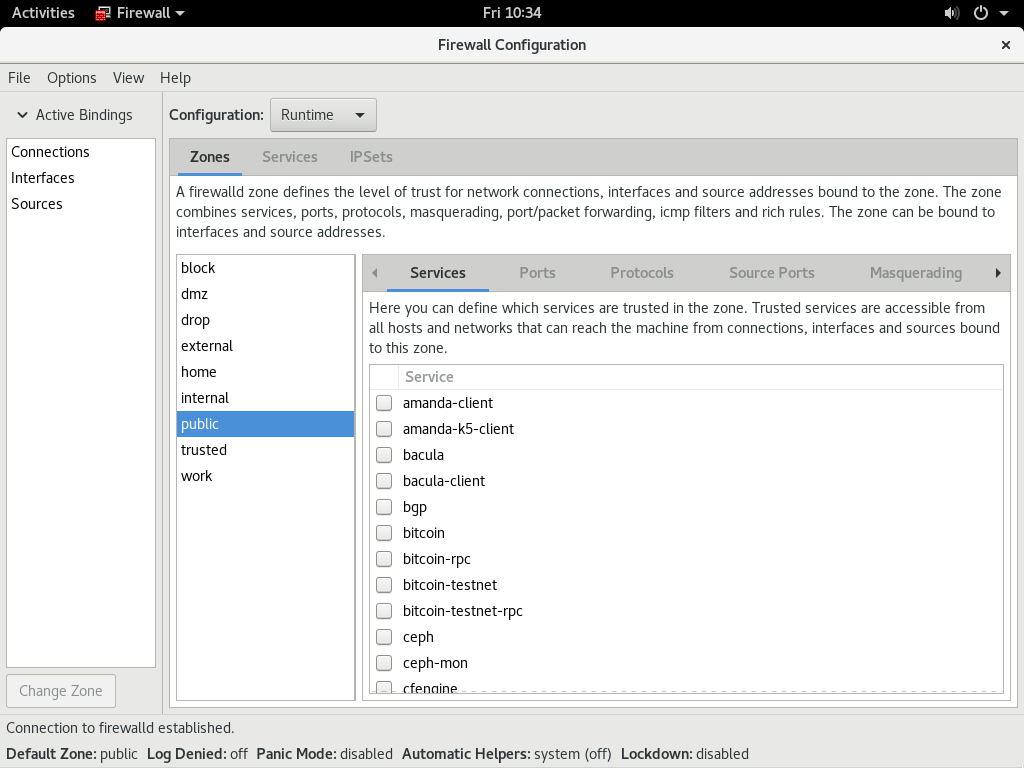 Activities Firewall Fri 10:34
Firewall Configuration
File Options View Help
Active Bindings
Connections
Interfaces
Sources
Change Zone
Configuration: Runtime
Zones Services IPSets
A firewalld zone defines the level of trust for network connections, interfaces and source addresses bound to the zone. The zone
combines services, ports, protocols, masquerading, port/packet forwarding, icmp filters and rich rules. The zone can be bound to
interfaces and source addresses.
block
dmz
drop
external
home
internal
public
trusted
work
Services Ports Protocols Source Ports Masquerading
Here you can define which services are trusted in the zone. Trusted services are accessible from
all hosts and networks that can reach the machine from connections, interfaces and sources bound
to this zone.
Service
amanda-client
amanda-k5-client
bacula
bacula-client
bgp
bitcoin
bitcoin-rpc
bitcoin-testnet
bitcoin-testnet-rpc
ceph
ceph-mon
cfengine
Connection to firewalld established.
Default Zone: public Log Denied: off Panic Mode: disabled Automatic Helpers: system (off) Lockdown: disabled